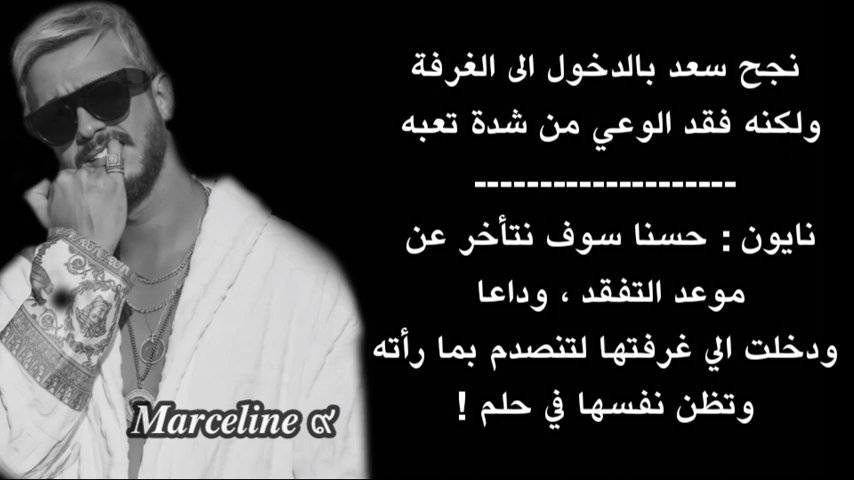 نجح سعد بالدخول الى الغرفة
ولكنه فقد الوعي من شدة تعبه
--------------------
نايون : حسنا سوف نتأخر عن
موعد التفقد ، وداعا
ودخلت الي غرفتها لتنصدم بما رأته
وتظن نفسها في حلم !
Marceline ๙